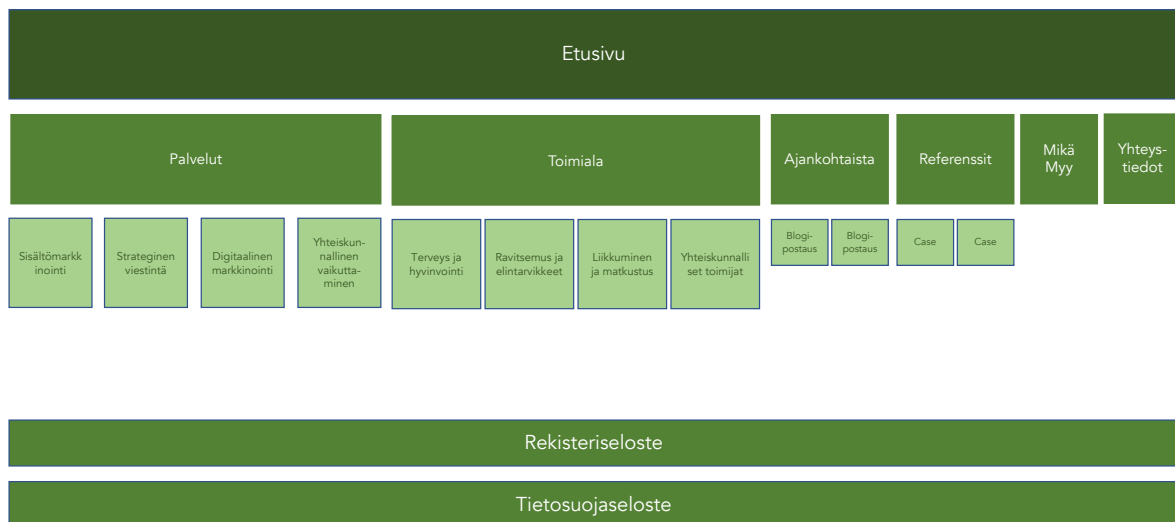 Etusivu
Palvelut
Toimiala
Ajankohtaista
Referenssit
Mikä
Myy
Yhteys-
tiedot
Sisältömarkk
inointi
Strateginen
viestintä
Digitaalinen
markkinointi
Yhteiskun-
nallinen
vaikutta-
minen
Terveys ja
hyvinvointi
Ravitsemus ja
elintarvikkeet
Liikkuminen
ja matkustus
Yhteiskunnalli
set toimijat
Blogi-
postaus
Blogi-
postaus
Case
Case
Rekisteriseloste
Tietosuojaseloste